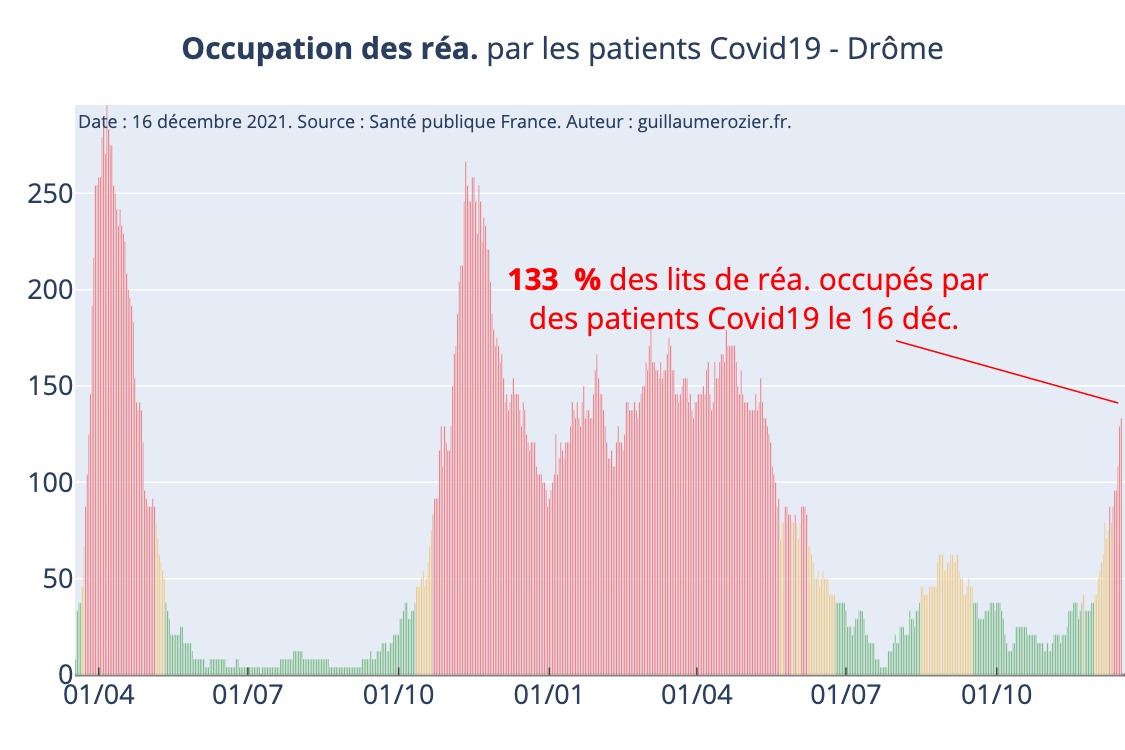 Occupation des réa. par les patients Covid19 - Drôme
Date : 16 décembre 2021. Source : Santé publique France. Auteur : guillaumerozier.fr.
250
200
150
100
50
0
133 % des lits de réa. occupés par
des patients Covid19 le 16 déc.
01/04 01/07 01/10 01/01 01/04 01/07 01/10